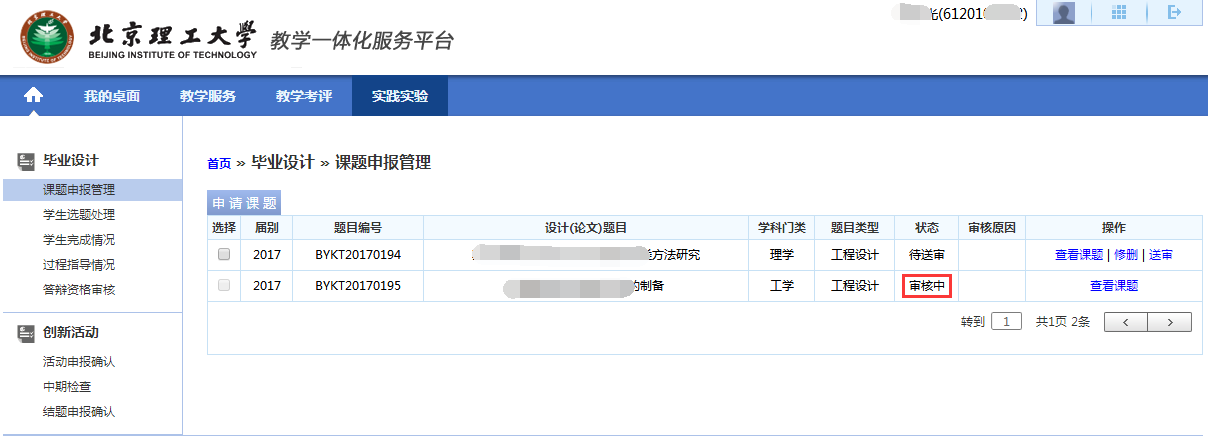 光(61201 2)
北京理工大学
BEIJING INSTITUTE OF TECHNOLOGY
教学一体化服务平台
我的桌面 教学服务 教学考评 实践实验
毕业设计
课题申报管理
学生选题处理
学生完成情况
过程指导情况
答辩资格审核
创新活动
活动申报确认
中期检查
结题申报确认
首页 » 毕业设计 » 课题申报管理
申请课题
选择 届别 题目编号 设计(论文)题目 学科门类 题目类型 状态 审核原因 操作
2017 BYKT20170194 方法研究 理学 工程设计 待送审 查看课题 | 修删 | 送审
2017 BYKT20170195 的制备 工学 工程设计 审核中 查看课题
转到 1 共1页 2条 < >